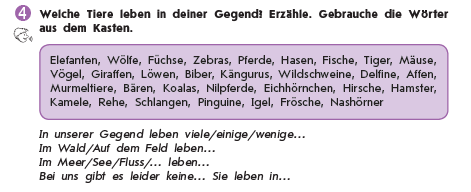 4 Welche Tiere leben in deiner Gegend? Erzähle. Gebrauche die Wörter
aus dem Kasten.
Elefanten, Wölfe, Füchse, Zebras, Pferde, Hasen, Fische, Tiger, Mäuse,
Vögel, Giraffen, Löwen, Biber, Kängurus, Wildschweine, Delfine, Affen,
Murmeltiere, Bären, Koalas, Nilpferde, Eichhörnchen, Hirsche, Hamster,
Kamele, Rehe, Schlangen, Pinguine, Igel, Frösche, Nashörner
In unserer Gegend leben viele/einige/wenige...
Im Wald/Auf dem Feld leben...
Im Meer/See/Fluss/... leben...
Bei uns gibt es leider keine... Sie leben in...